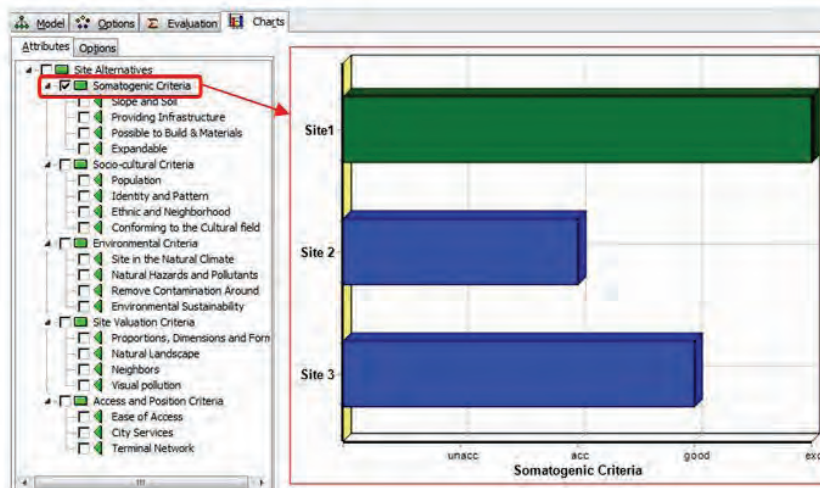 Model Options Evaluation Charts
Attributes Options
Site Alternatives
Somatogenic Criteria
Slope and Soil
Providing Infrastructure
Possible to Build & Materials
Expandable
Socio-cultural Criteria
Population
Identity and Pattern
Ethnic and Neighborhood
Conforming to the Cultural field
Environmental Criteria
Site in the Natural Climate
Natural Hazards and Pollutants
Remove Contamination Around
Environmental Sustainability
Site Valuation Criteria
Proportions, Dimensions and Form
Natural Landscape
Neighbors
Visual pollution
Access and Position Criteria
Ease of Access
City Services
Terminal Network
Site1
Site 2
Site 3
unacc acc good exc
Somatogenic Criteria